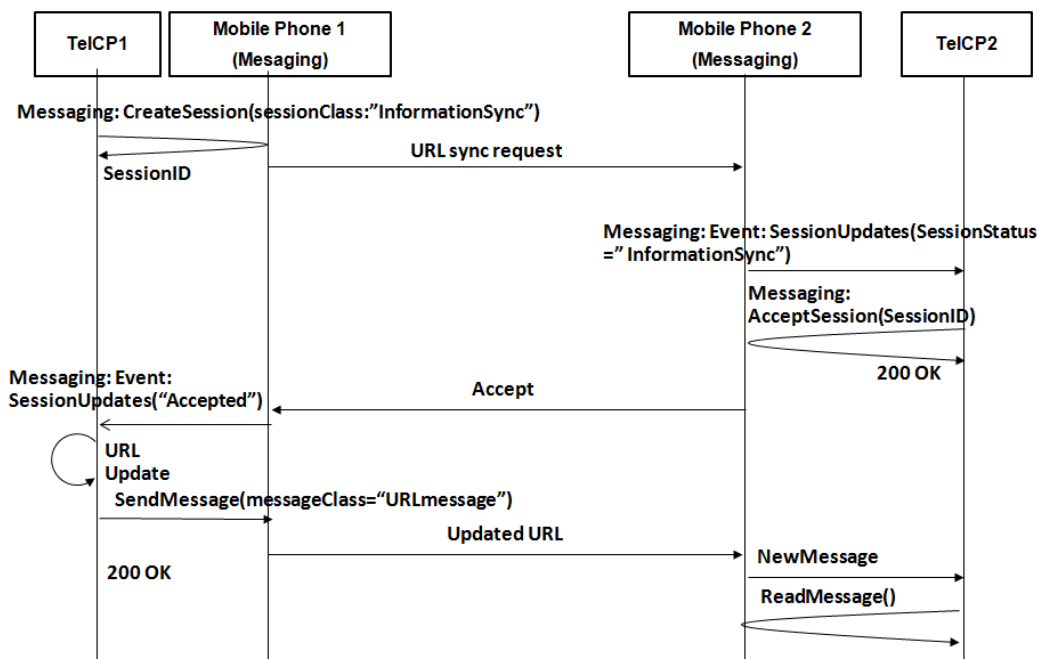 TelCP1
Mobile Phone 1
(Mesaging)
Mobile Phone 2
(Messaging)
TelCP2
Messaging: CreateSession(sessionClass:”InformationSync”)
URL sync request
SessionID
Messaging: Event: SessionUpdates(SessionStatus
=” InformationSync”)
Messaging:
AcceptSession(SessionID)
200 OK
Messaging: Event:
SessionUpdates(“Accepted”)
Accept
URL
Update
SendMessage(messageClass=“URLmessage”)
Updated URL
200 OK
NewMessage
ReadMessage()